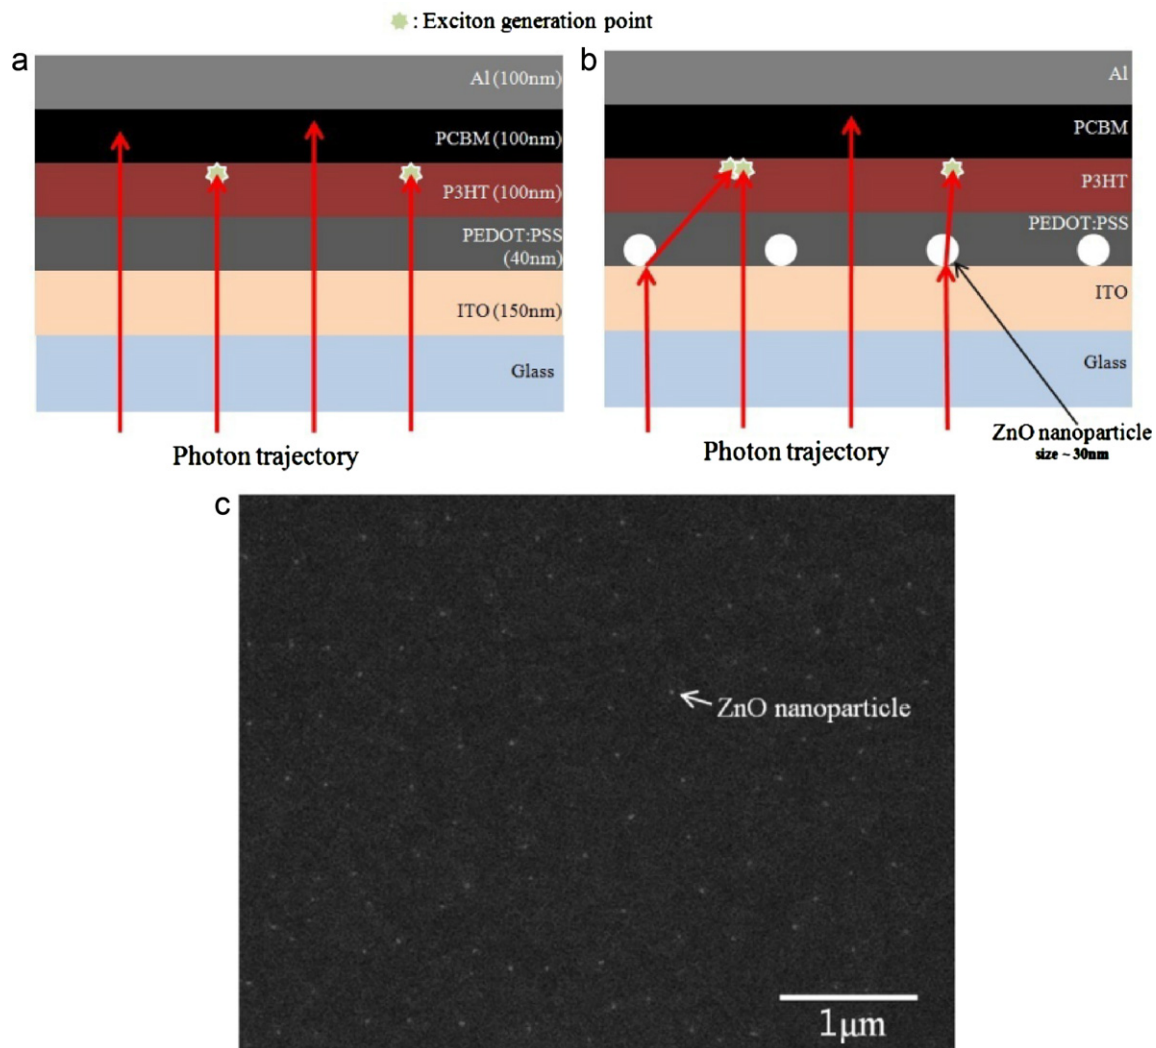 : Exciton generation point
a
Al (100nm)
PCBM (100nm)
P3HT (100nm)
PEDOT:PSS
(40nm)
ITO (150nm)
Glass
Photon trajectory
b
Al
PCBM
P3HT
PEDOT:PSS
ITO
Glass
Photon trajectory
ZnO nanoparticle
size ~ 30nm
c
ZnO nanoparticle
1μm